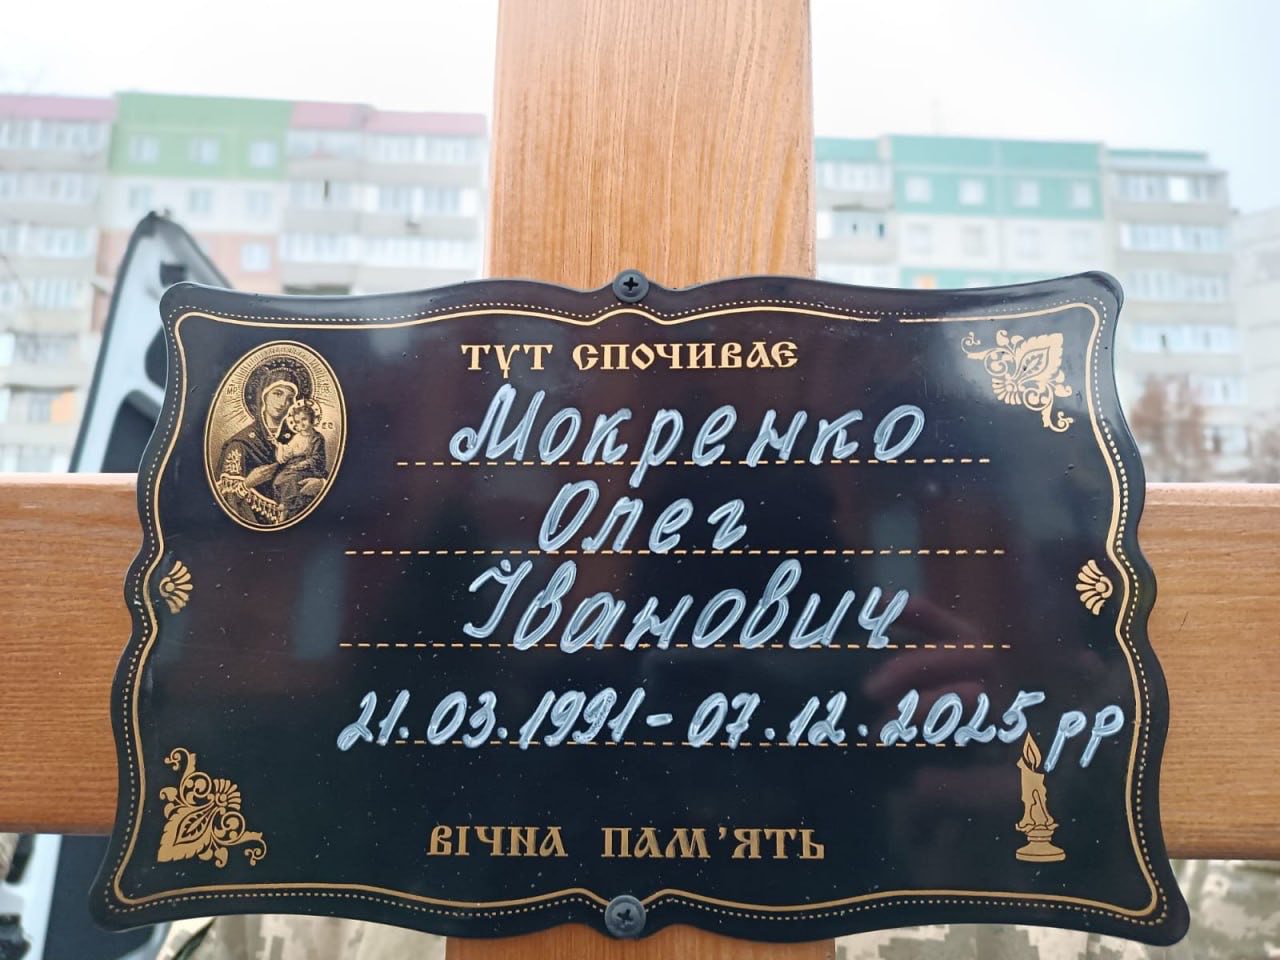 ТУТ СПОЧИВАЄ
Мокренко
Олег
Іванович
21.03.1991-07.12.2025 рр
ВІЧНА ПАМ'ЯТЬ